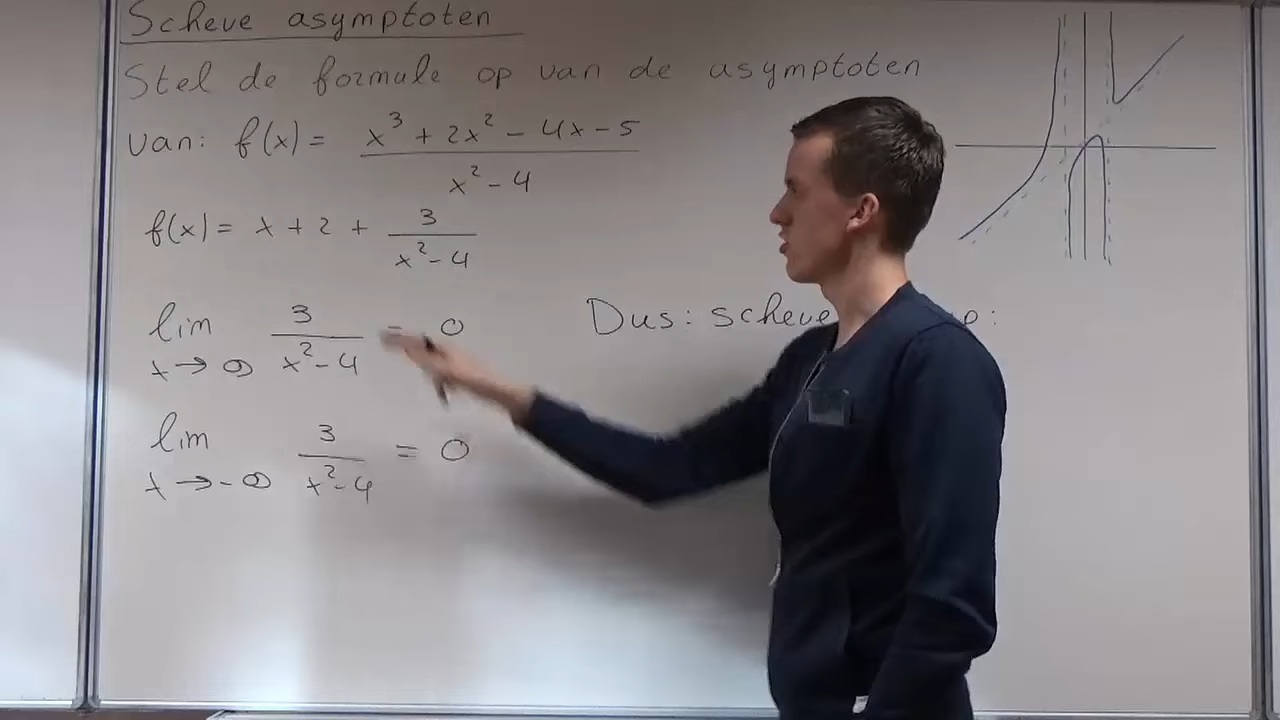 Scheve asymptoten
Stel de formule op van de asymptoten
van: f(x) = x³ + 2x² - 4x - 5 / x² - 4
f(x) = x + 2 + 3 / x² - 4
lim x → ∞ 3 / x² - 4 = 0
Dus: scheve
lim x → -∞ 3 / x² - 4 = 0